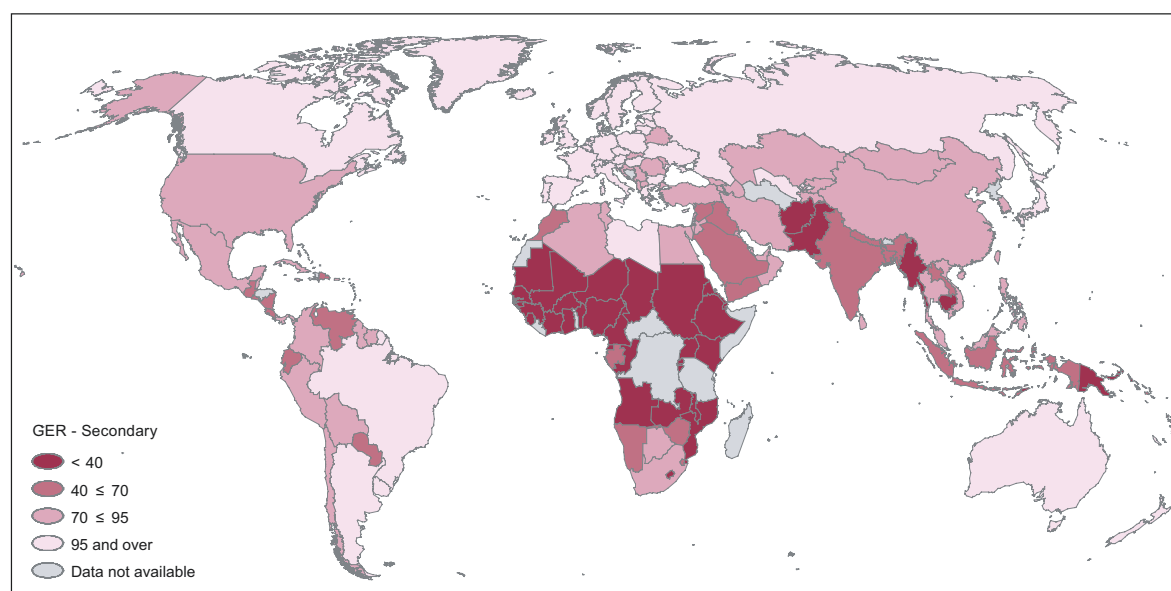 GER - Secondary
< 40
40 ≤ 70
70 ≤ 95
95 and over
Data not available